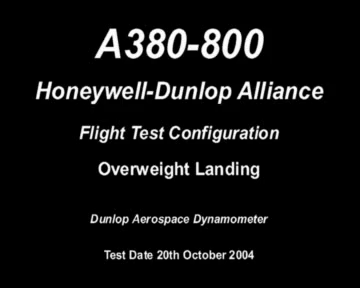 A380-800
Honeywell-Dunlop Alliance
Flight Test Configuration
Overweight Landing
Dunlop Aerospace Dynamometer
Test Date 20th October 2004